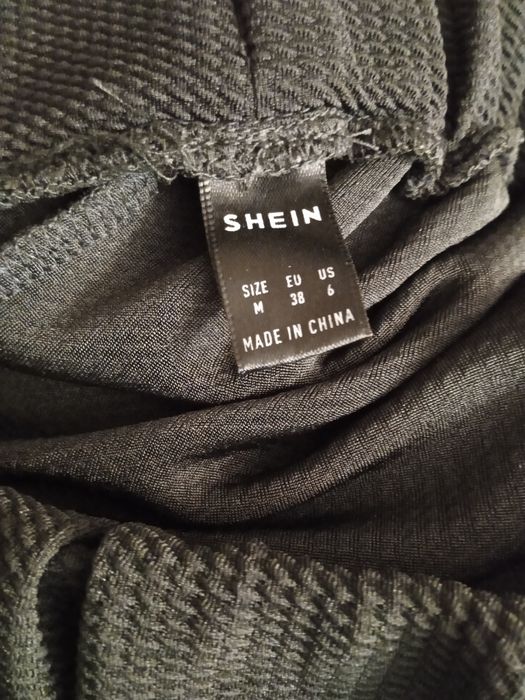 SHEIN
SIZE EU US
M 38 6
MADE IN CHINA